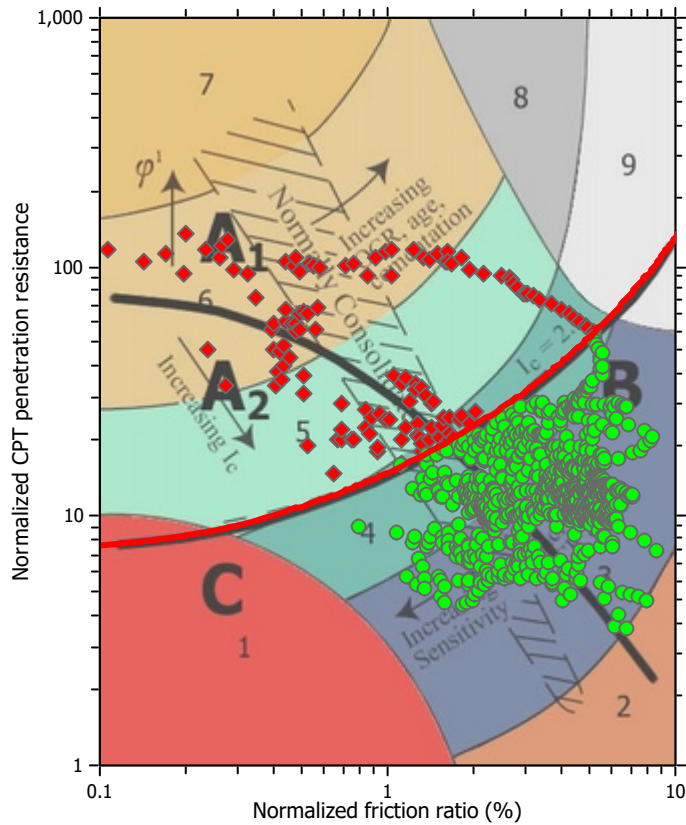 1,000
100
10
1
Normalized CPT penetration resistance
7
8
9
φ¹
Increasing
OCR, age,
cementation
Normally Consolidated
A1
6
A2
Increasing Ic
5
Ic = 2.
B
4
3
C
1
Increasing
Sensitivity
2
0.1
1
10
Normalized friction ratio (%)